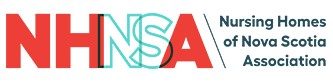 NHNSA
Nursing Homes
of Nova Scotia
Association